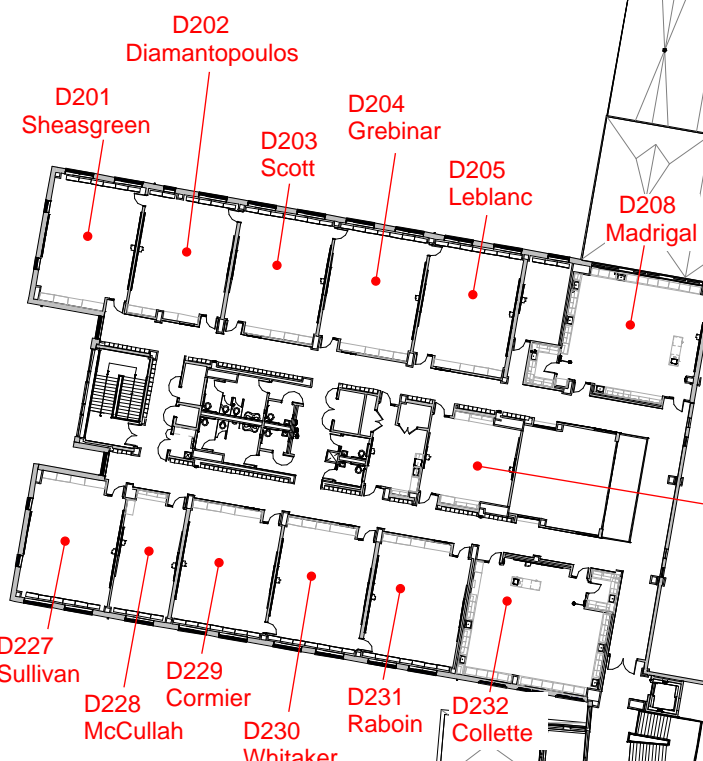 D202
Diamantopoulos
D201
Sheasgreen
D203
Scott
D204
Grebinar
D205
Leblanc
D208
Madrigal
D227
Sullivan
D228
McCullah
D229
Cormier
D230
Whitaker
D231
Raboin
D232
Collette